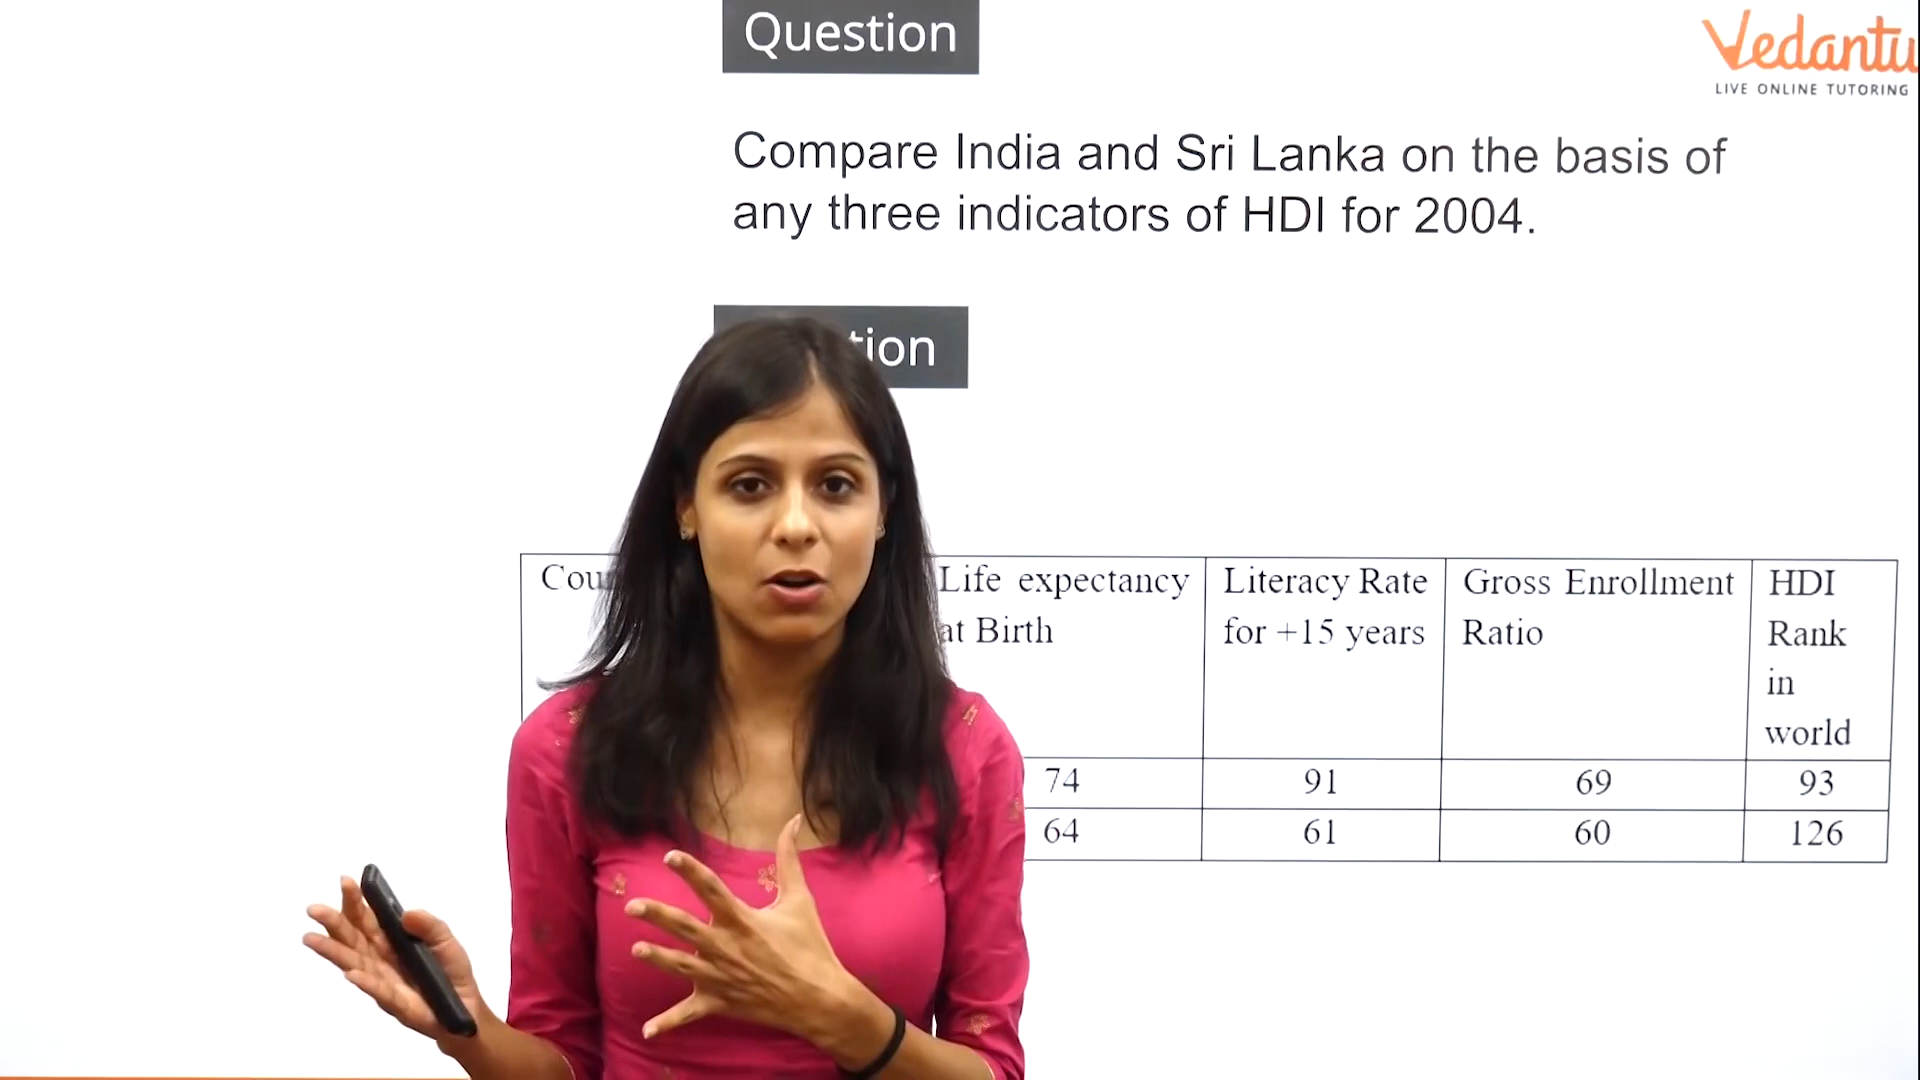 Question
Vedantu
LIVE ONLINE TUTORING
Compare India and Sri Lanka on the basis of
any three indicators of HDI for 2004.
Life expectancy
at Birth
Literacy Rate
for +15 years
Gross Enrollment
Ratio
HDI
Rank
in
world
74 91 69 93
64 61 60 126